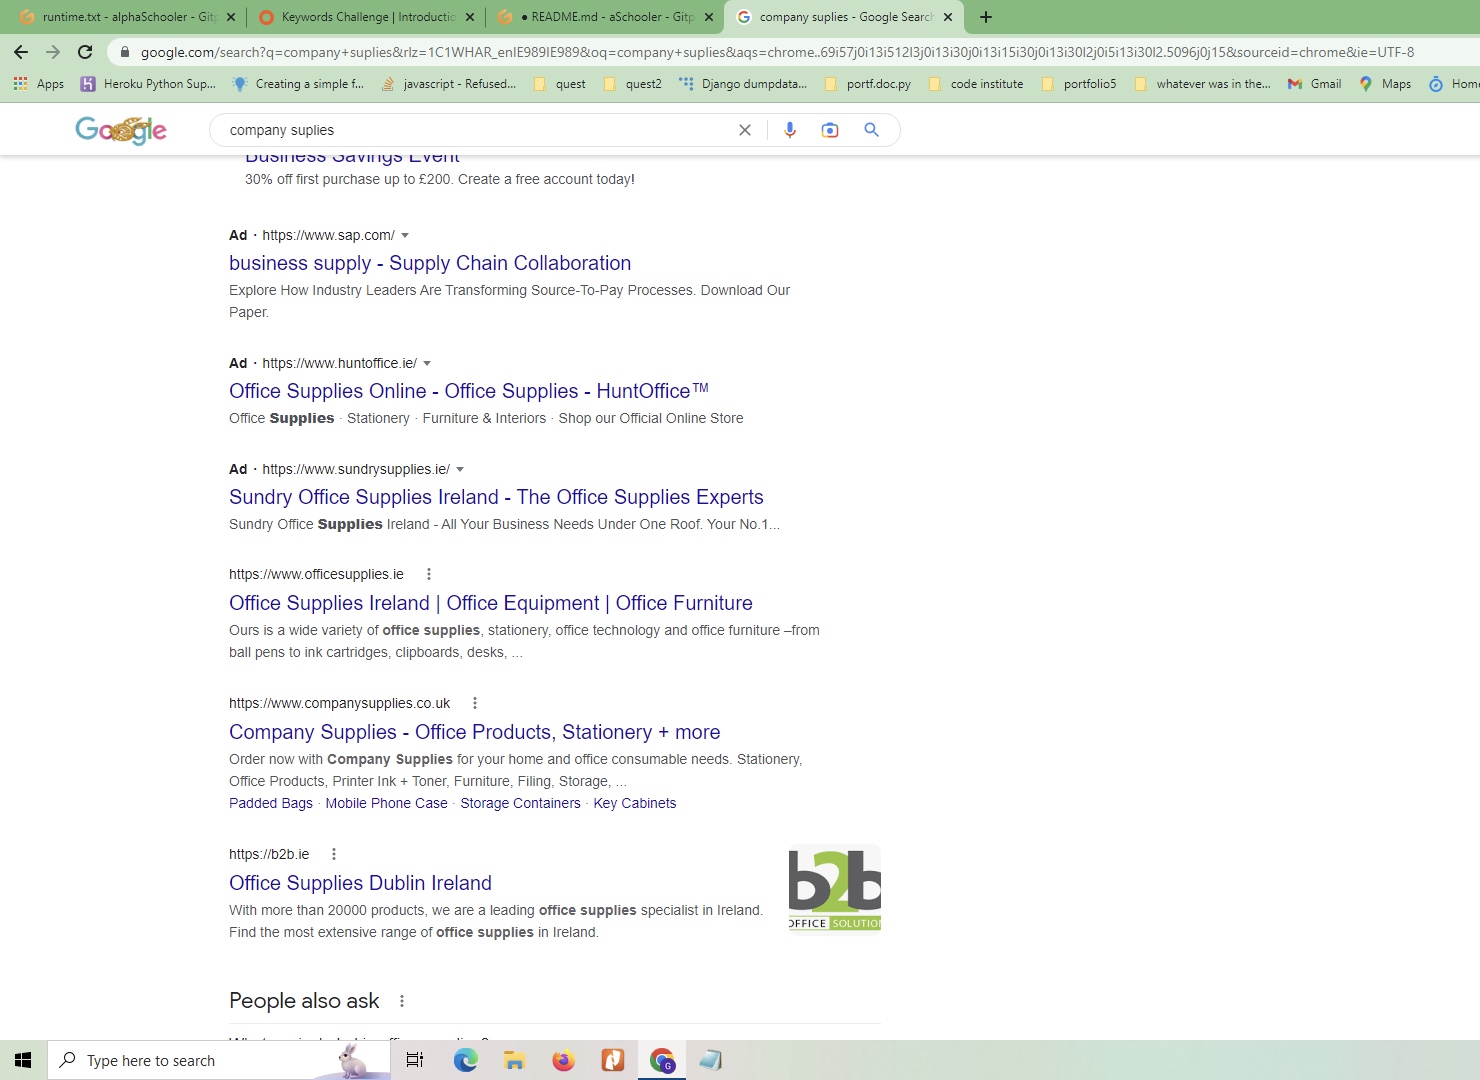 runtime.txt - alphaSchooler - Gitp
Keywords Challenge | Introductio
● README.md - aSchooler - Gitp
company suplies - Google Search
google.com/search?q=company+suplies&rlz=1C1WHAR_enIE989IE989&oq=company+suplies&aqs=chrome..69i57j0i13i512l3j0i13i30j0i13i15i30j0i13i30l2j0i5i13i30l2.5096j0j15&sourceid=chrome&ie=UTF-8
Apps
Heroku Python Sup...
Creating a simple f...
javascript - Refused...
quest
quest2
Django dumpdata...
portf.doc.py
code institute
portfolio5
whatever was in the...
Gmail
Maps
Home
Google
company suplies
Business Savings Event
30% off first purchase up to £200. Create a free account today!
Ad · https://www.sap.com/
business supply - Supply Chain Collaboration
Explore How Industry Leaders Are Transforming Source-To-Pay Processes. Download Our
Paper.
Ad · https://www.huntoffice.ie/
Office Supplies Online - Office Supplies - HuntOffice™
Office Supplies · Stationery · Furniture & Interiors · Shop our Official Online Store
Ad · https://www.sundrysupplies.ie/
Sundry Office Supplies Ireland - The Office Supplies Experts
Sundry Office Supplies Ireland - All Your Business Needs Under One Roof. Your No.1...
https://www.officesupplies.ie
Office Supplies Ireland | Office Equipment | Office Furniture
Ours is a wide variety of office supplies, stationery, office technology and office furniture –from
ball pens to ink cartridges, clipboards, desks, ...
https://www.companysupplies.co.uk
Company Supplies - Office Products, Stationery + more
Order now with Company Supplies for your home and office consumable needs. Stationery,
Office Products, Printer Ink + Toner, Furniture, Filing, Storage, ...
Padded Bags · Mobile Phone Case · Storage Containers · Key Cabinets
https://b2b.ie
Office Supplies Dublin Ireland
With more than 20000 products, we are a leading office supplies specialist in Ireland.
Find the most extensive range of office supplies in Ireland.
b2b
OFFICE SOLUTION
People also ask
Type here to search